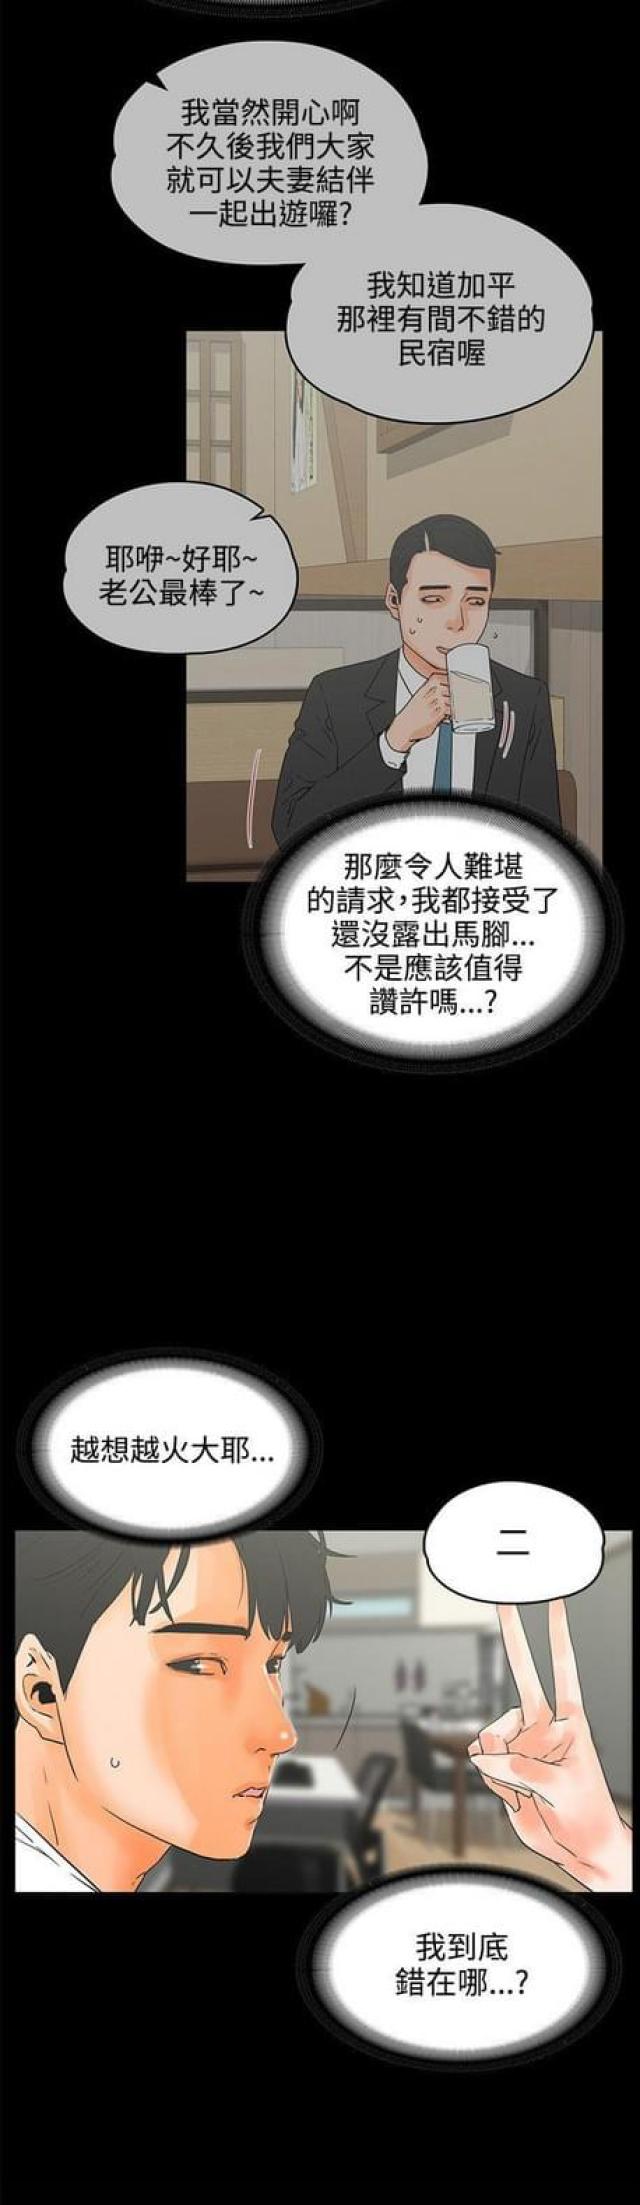 我當然開心啊
不久後我們大家
就可以夫妻結伴
一起出遊囉?
我知道加平
那裡有間不錯的
民宿喔
耶咿~好耶~
老公最棒了~
那麼令人難堪
的請求,我都接受了
還沒露出馬腳...
不是應該值得
讚許嗎...?
越想越火大耶...
二
我到底
錯在哪...?